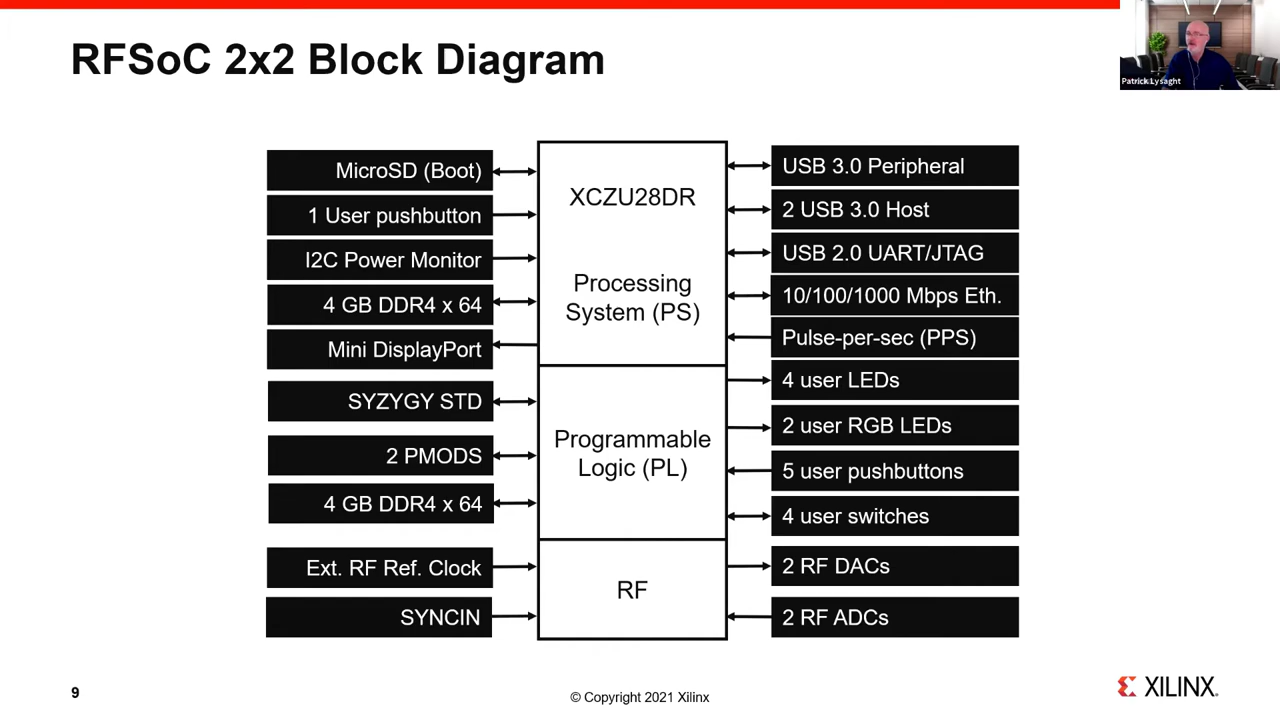 RFSoC 2x2 Block Diagram
Patrick Lysaght
MicroSD (Boot)
1 User pushbutton
I2C Power Monitor
4 GB DDR4 x 64
Mini DisplayPort
SYZYGY STD
2 PMODS
4 GB DDR4 x 64
Ext. RF Ref. Clock
SYNCIN
XCZU28DR
Processing
System (PS)
Programmable
Logic (PL)
RF
USB 3.0 Peripheral
2 USB 3.0 Host
USB 2.0 UART/JTAG
10/100/1000 Mbps Eth.
Pulse-per-sec (PPS)
4 user LEDs
2 user RGB LEDs
5 user pushbuttons
4 user switches
2 RF DACs
2 RF ADCs
9
© Copyright 2021 Xilinx
XILINX